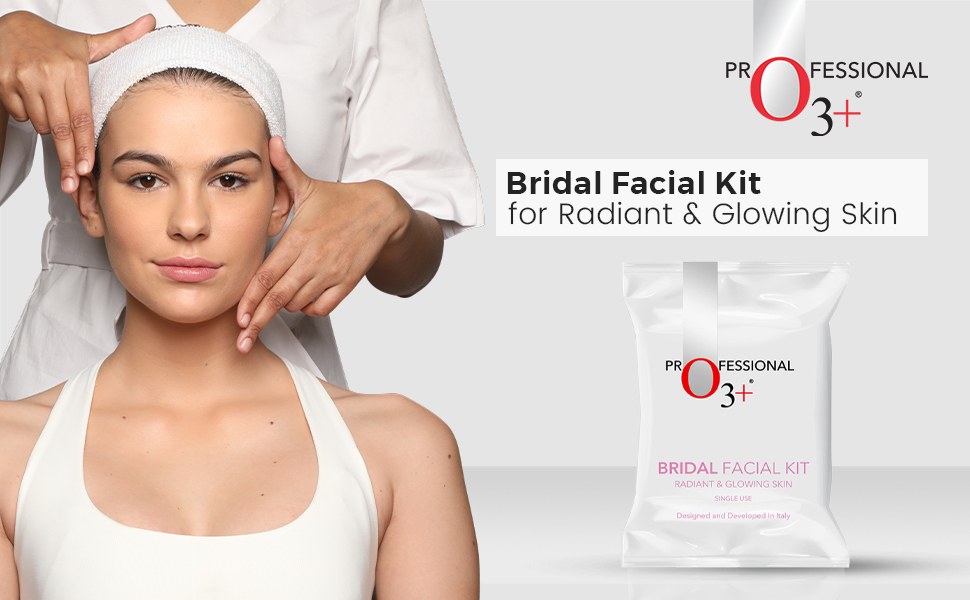 PROFESSIONAL
O3+®
Bridal Facial Kit
for Radiant & Glowing Skin
PROFESSIONAL
O3+®
BRIDAL FACIAL KIT
RADIANT & GLOWING SKIN
SINGLE USE
Designed and Developed In Italy